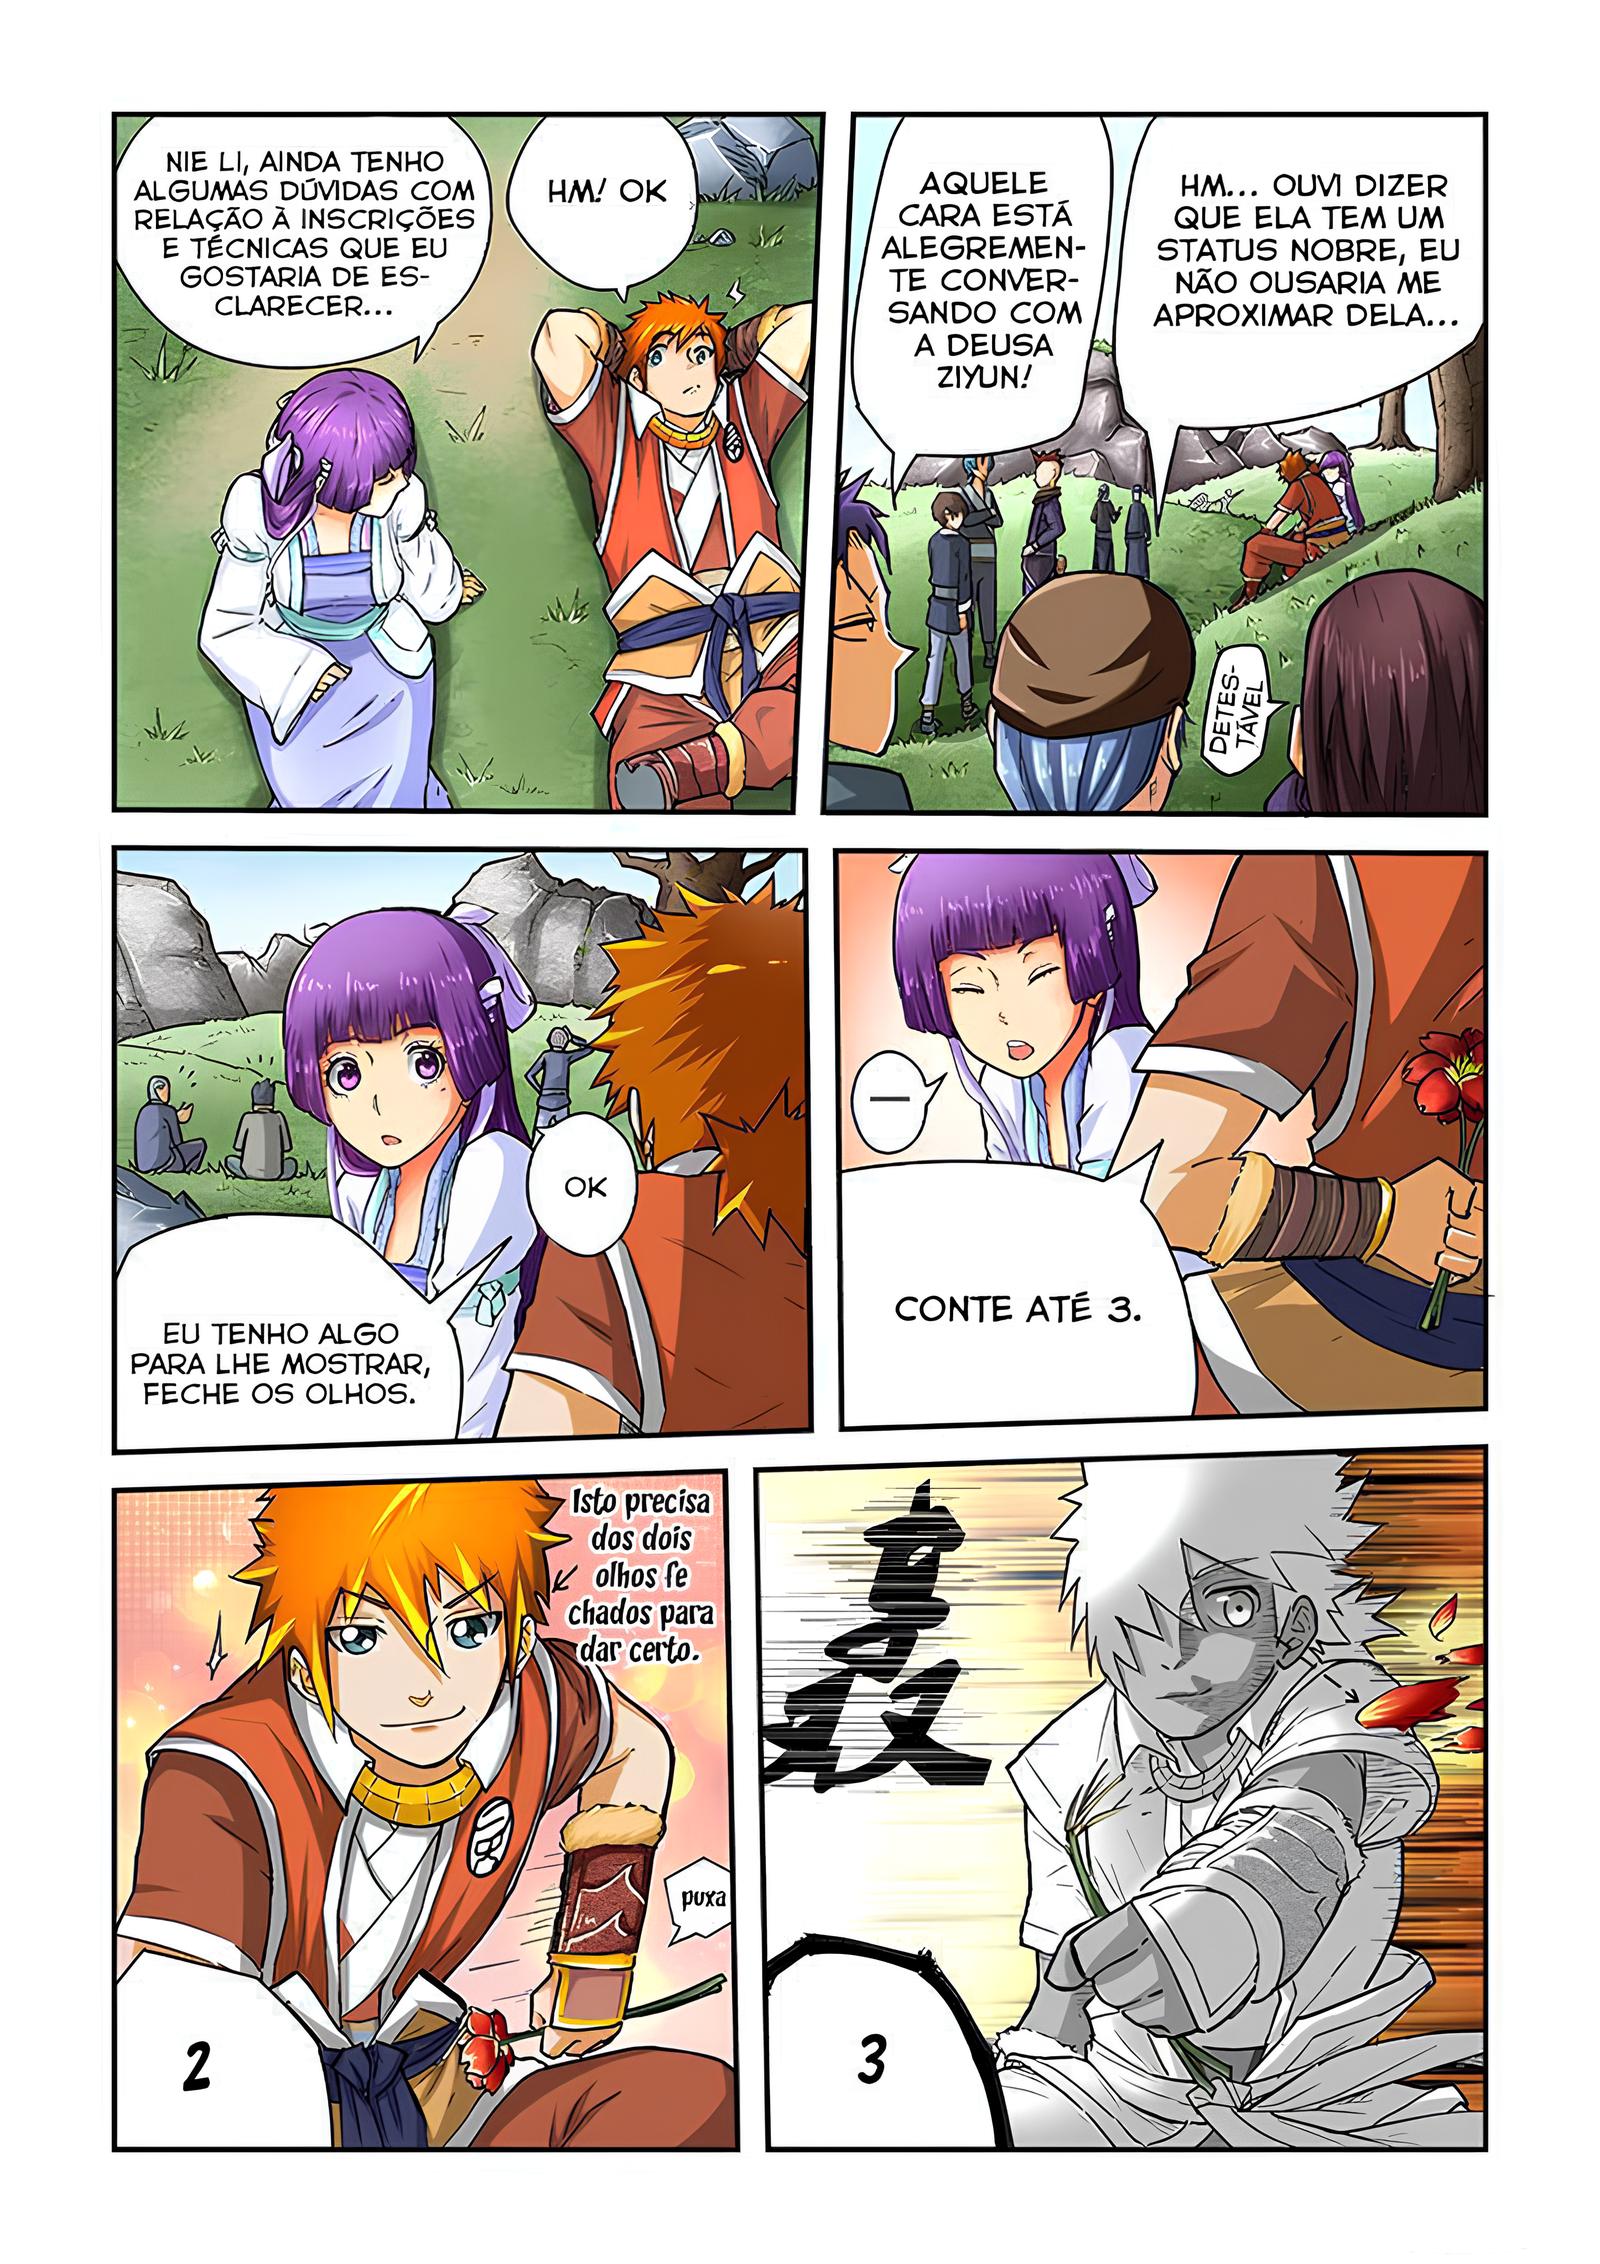 NIE LI, AINDA TENHO
ALGUMAS DÚVIDAS COM
RELAÇÃO À INSCRIÇÕES
E TÉCNICAS QUE EU
GOSTARIA DE ES-
CLARECER...
HM! OK
AQUELE
CARA ESTÁ
ALEGREMEN-
TE CONVER-
SANDO COM
A DEUSA
ZIYUN!
HM... OUVI DIZER
QUE ELA TEM UM
STATUS NOBRE, EU
NÃO OUSARIA ME
APROXIMAR DELA...
DETES-
TÁVEL
OK
EU TENHO ALGO
PARA LHE MOSTRAR,
FECHE OS OLHOS.
—
CONTE ATÉ 3.
Isto precisa
dos dois
olhos fe
chados para
dar certo.
puxa
2
3